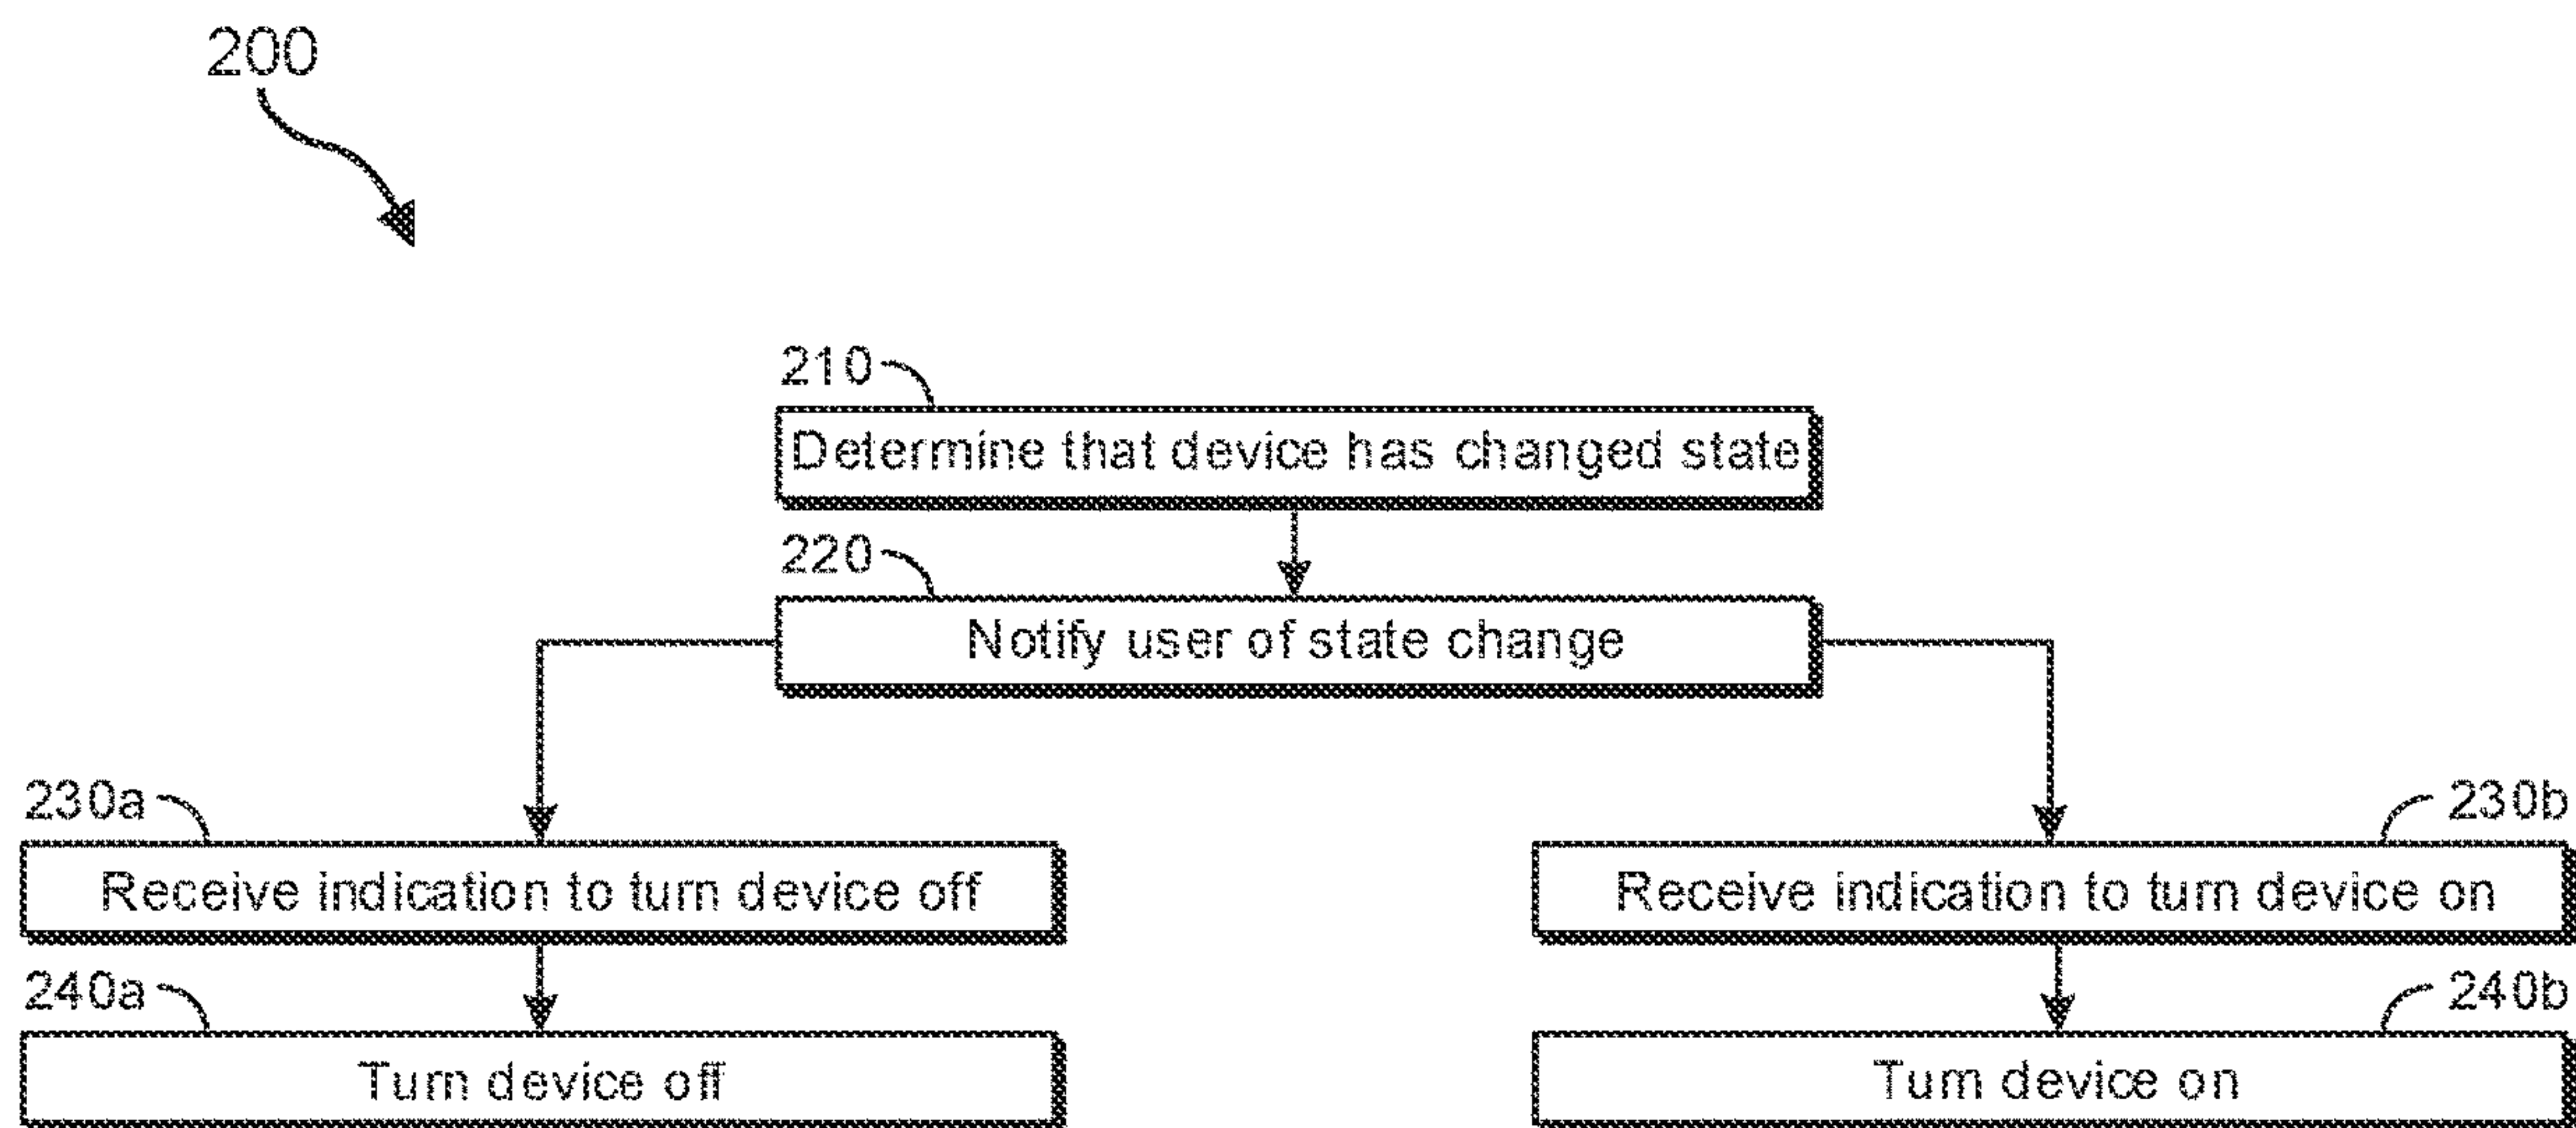 200
210
Determine that device has changed state
220
Notify user of state change
230a
Receive indication to turn device off
230b
Receive indication to turn device on
240a
Turn device off
240b
Turn device on